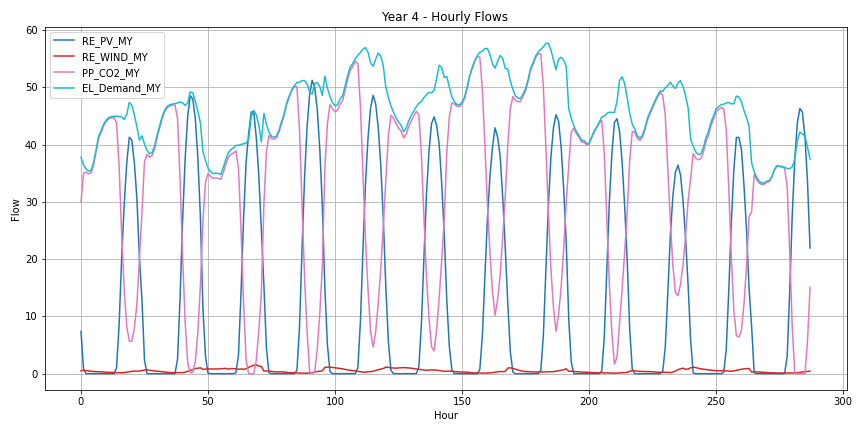 Year 4 - Hourly Flows
RE_PV_MY
RE_WIND_MY
PP_CO2_MY
EL_Demand_MY
60
50
40
30
20
10
0
Flow
0 50 100 150 200 250 300
Hour